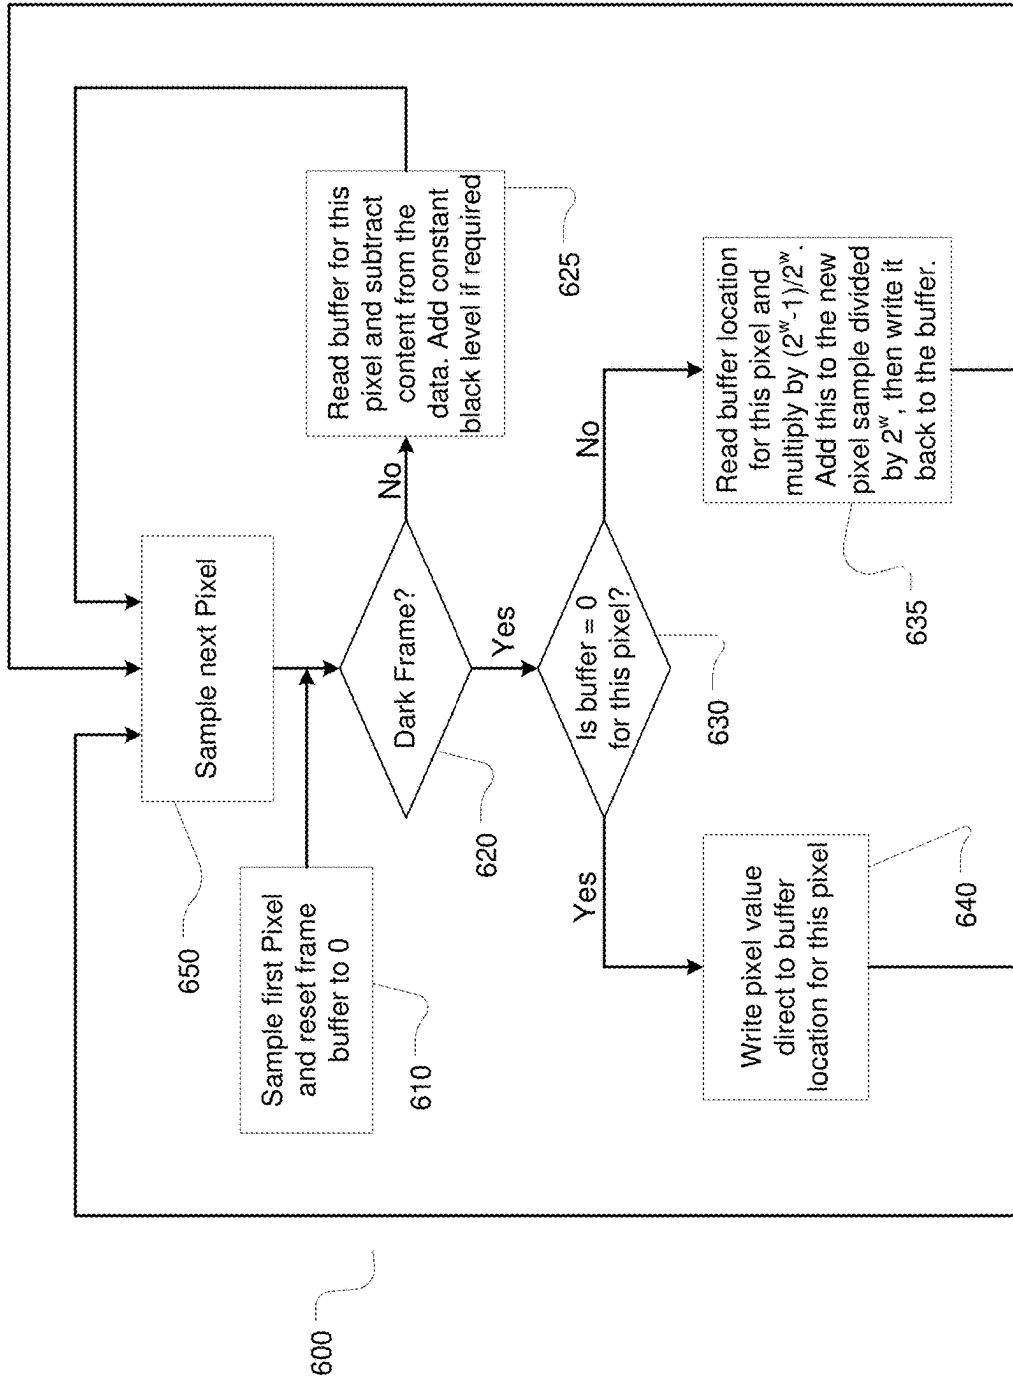 600
Sample first Pixel
and reset frame
buffer to 0
610
Sample next Pixel
650
Dark Frame?
620
No
Read buffer for this
pixel and subtract
content from the
data. Add constant
black level if required
625
Yes
Is buffer = 0
for this pixel?
630
Yes
Write pixel value
direct to buffer
location for this pixel
640
No
Read buffer location
for this pixel and
multiply by (2ʷ-1)/2ʷ.
Add this to the new
pixel sample divided
by 2ʷ, then write it
back to the buffer.
635